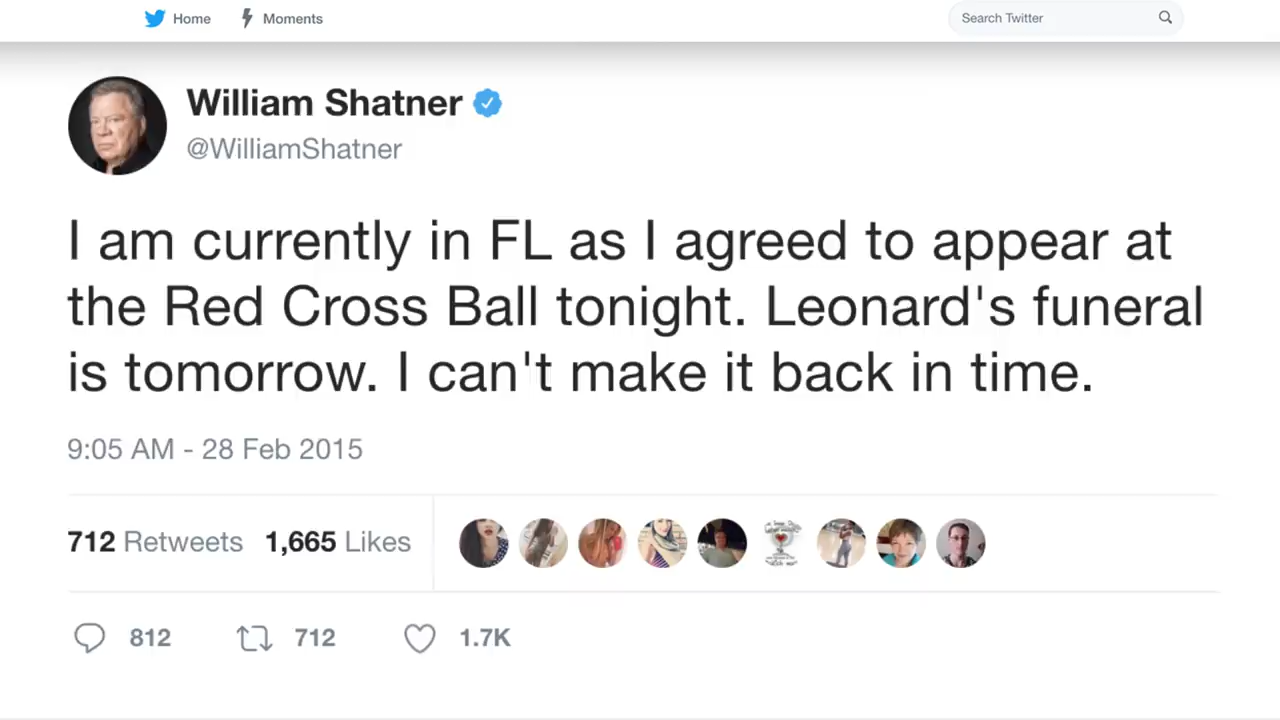 Home Moments Search Twitter
William Shatner
@WilliamShatner
I am currently in FL as I agreed to appear at
the Red Cross Ball tonight. Leonard's funeral
is tomorrow. I can't make it back in time.
9:05 AM - 28 Feb 2015
712 Retweets 1,665 Likes
812 712 1.7K